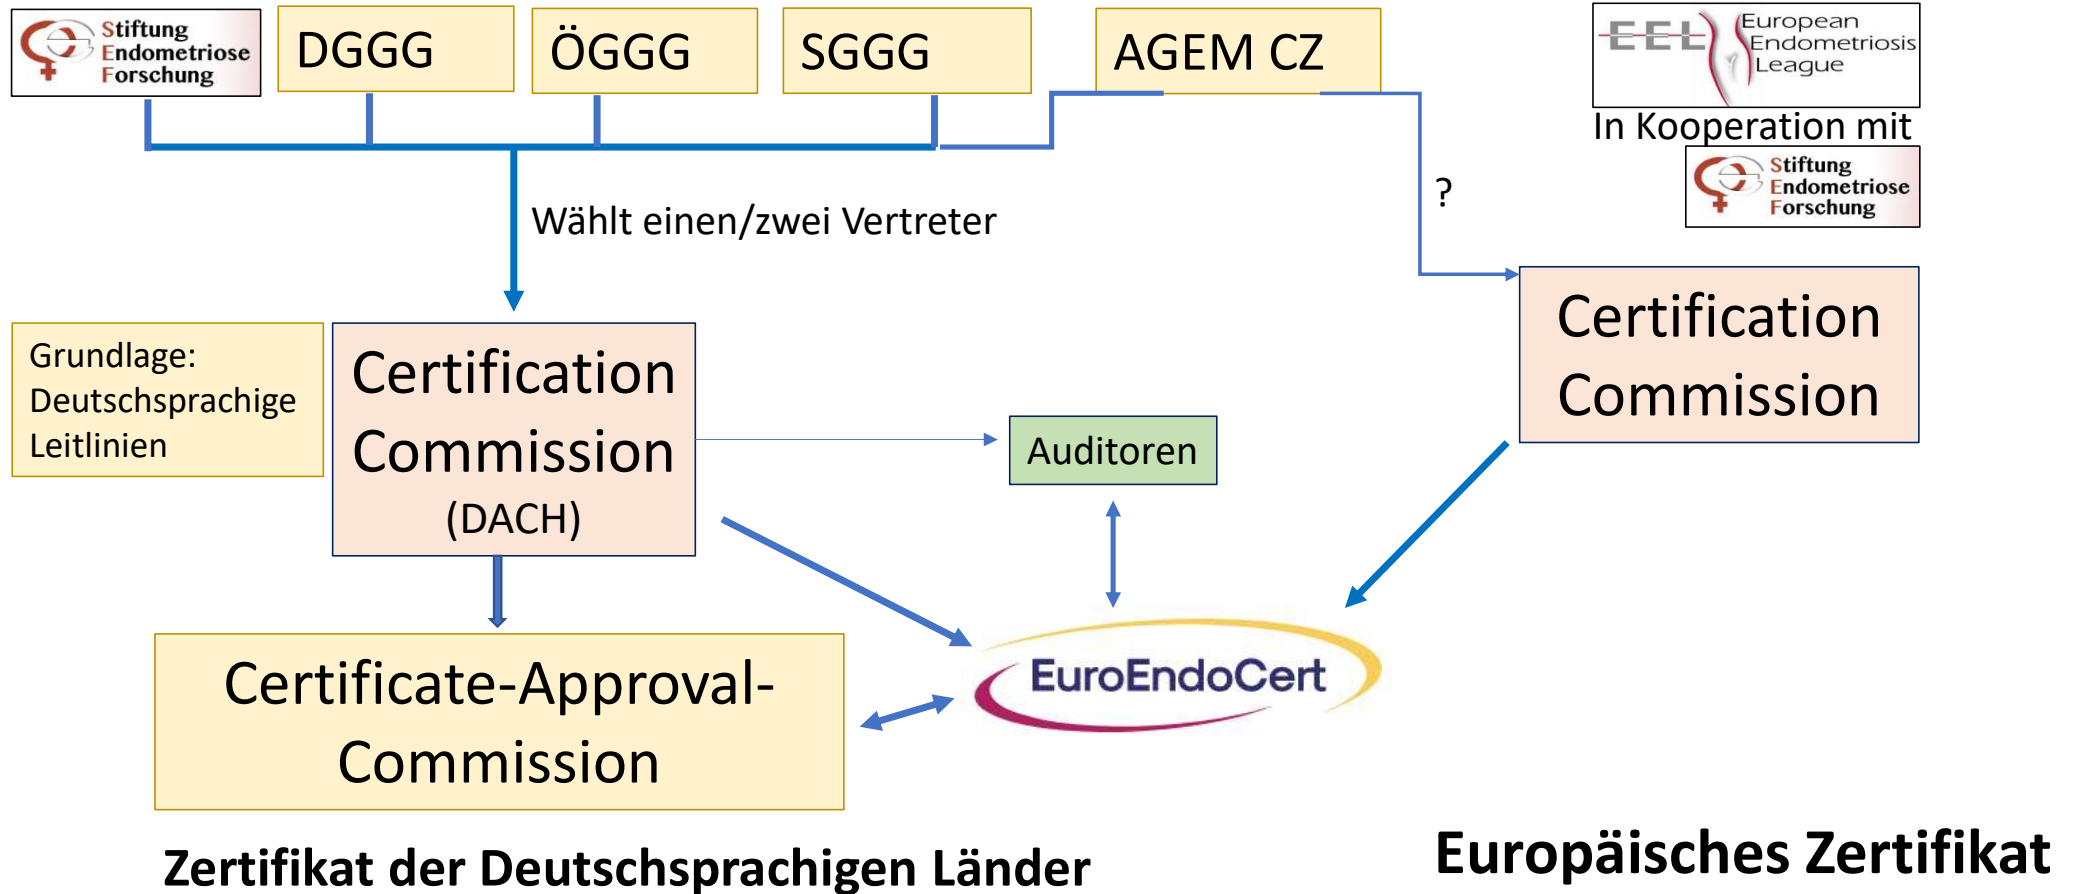 Stiftung
Endometriose
Forschung
DGGG
ÖGGG
SGGG
AGEM CZ
EEL
European
Endometriosis
League
In Kooperation mit
Stiftung
Endometriose
Forschung
?
Wählt einen/zwei Vertreter
Grundlage:
Deutschsprachige
Leitlinien
Certification
Commission
(DACH)
Auditoren
Certification
Commission
Certificate-Approval-
Commission
EuroEndoCert
Zertifikat der Deutschsprachigen Länder
Europäisches Zertifikat